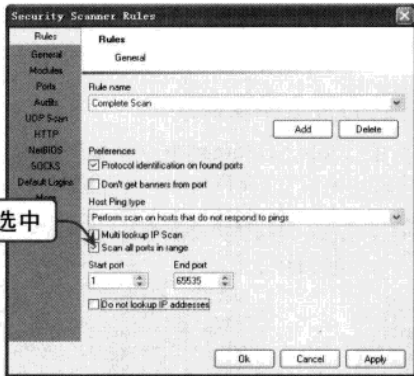 Security Scanner Rules
Rules
General
Modules
Ports
Audits
UDP Scan
HTTP
NetBIOS
SOCKS
Default Logins
Rules
General
Rule name
Complete Scan
Add
Delete
Preferences
Protocol identification on found ports
Don't get banners from port
Host Ping type
Perform scan on hosts that do not respond to pings
选中
Multi lookup IP Scan
Scan all ports in range
Start port
End port
1
65535
Do not lookup IP addresses
Ok
Cancel
Apply